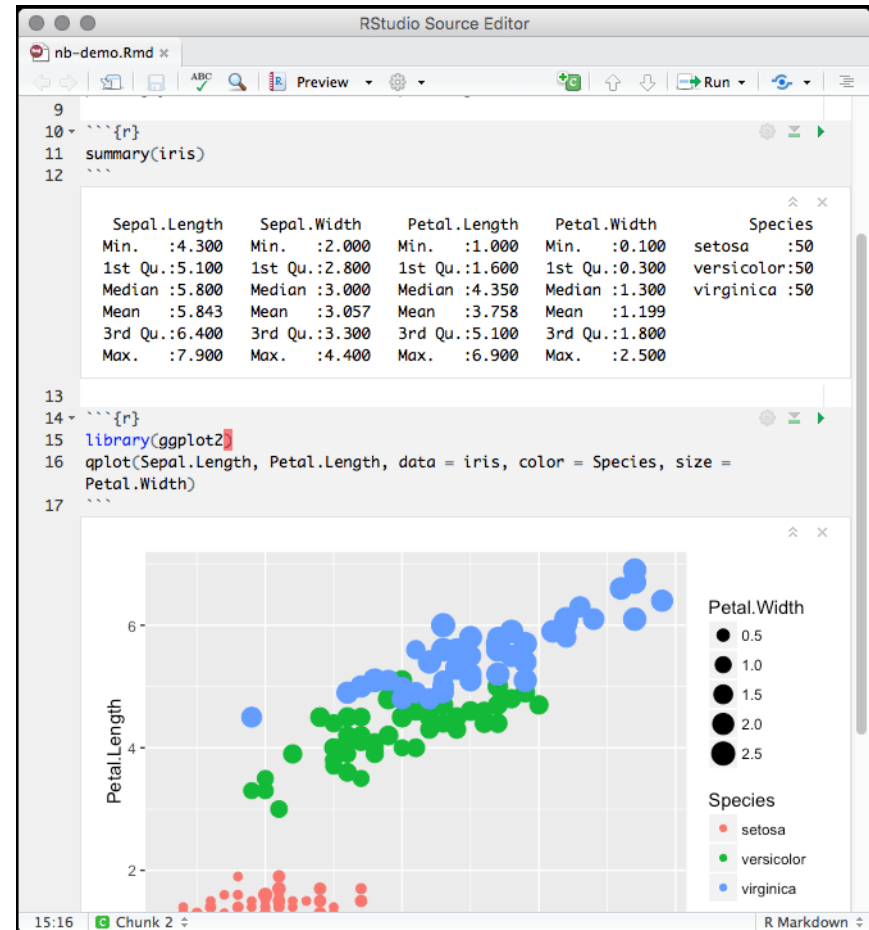 RStudio Source Editor
nb-demo.Rmd
ABC Preview Run
9
10 ```{r}
11 summary(iris)
12 ```
Sepal.Length Sepal.Width Petal.Length Petal.Width Species
Min. :4.300 Min. :2.000 Min. :1.000 Min. :0.100 setosa :50
1st Qu.:5.100 1st Qu.:2.800 1st Qu.:1.600 1st Qu.:0.300 versicolor:50
Median :5.800 Median :3.000 Median :4.350 Median :1.300 virginica :50
Mean :5.843 Mean :3.057 Mean :3.758 Mean :1.199
3rd Qu.:6.400 3rd Qu.:3.300 3rd Qu.:5.100 3rd Qu.:1.800
Max. :7.900 Max. :4.400 Max. :6.900 Max. :2.500
13
14 ```{r}
15 library(ggplot2)
16 qplot(Sepal.Length, Petal.Length, data = iris, color = Species, size =
Petal.Width)
17 ```
Petal.Length
6
4
2
Petal.Width
0.5
1.0
1.5
2.0
2.5
Species
setosa
versicolor
virginica
15:16 C Chunk 2 R Markdown